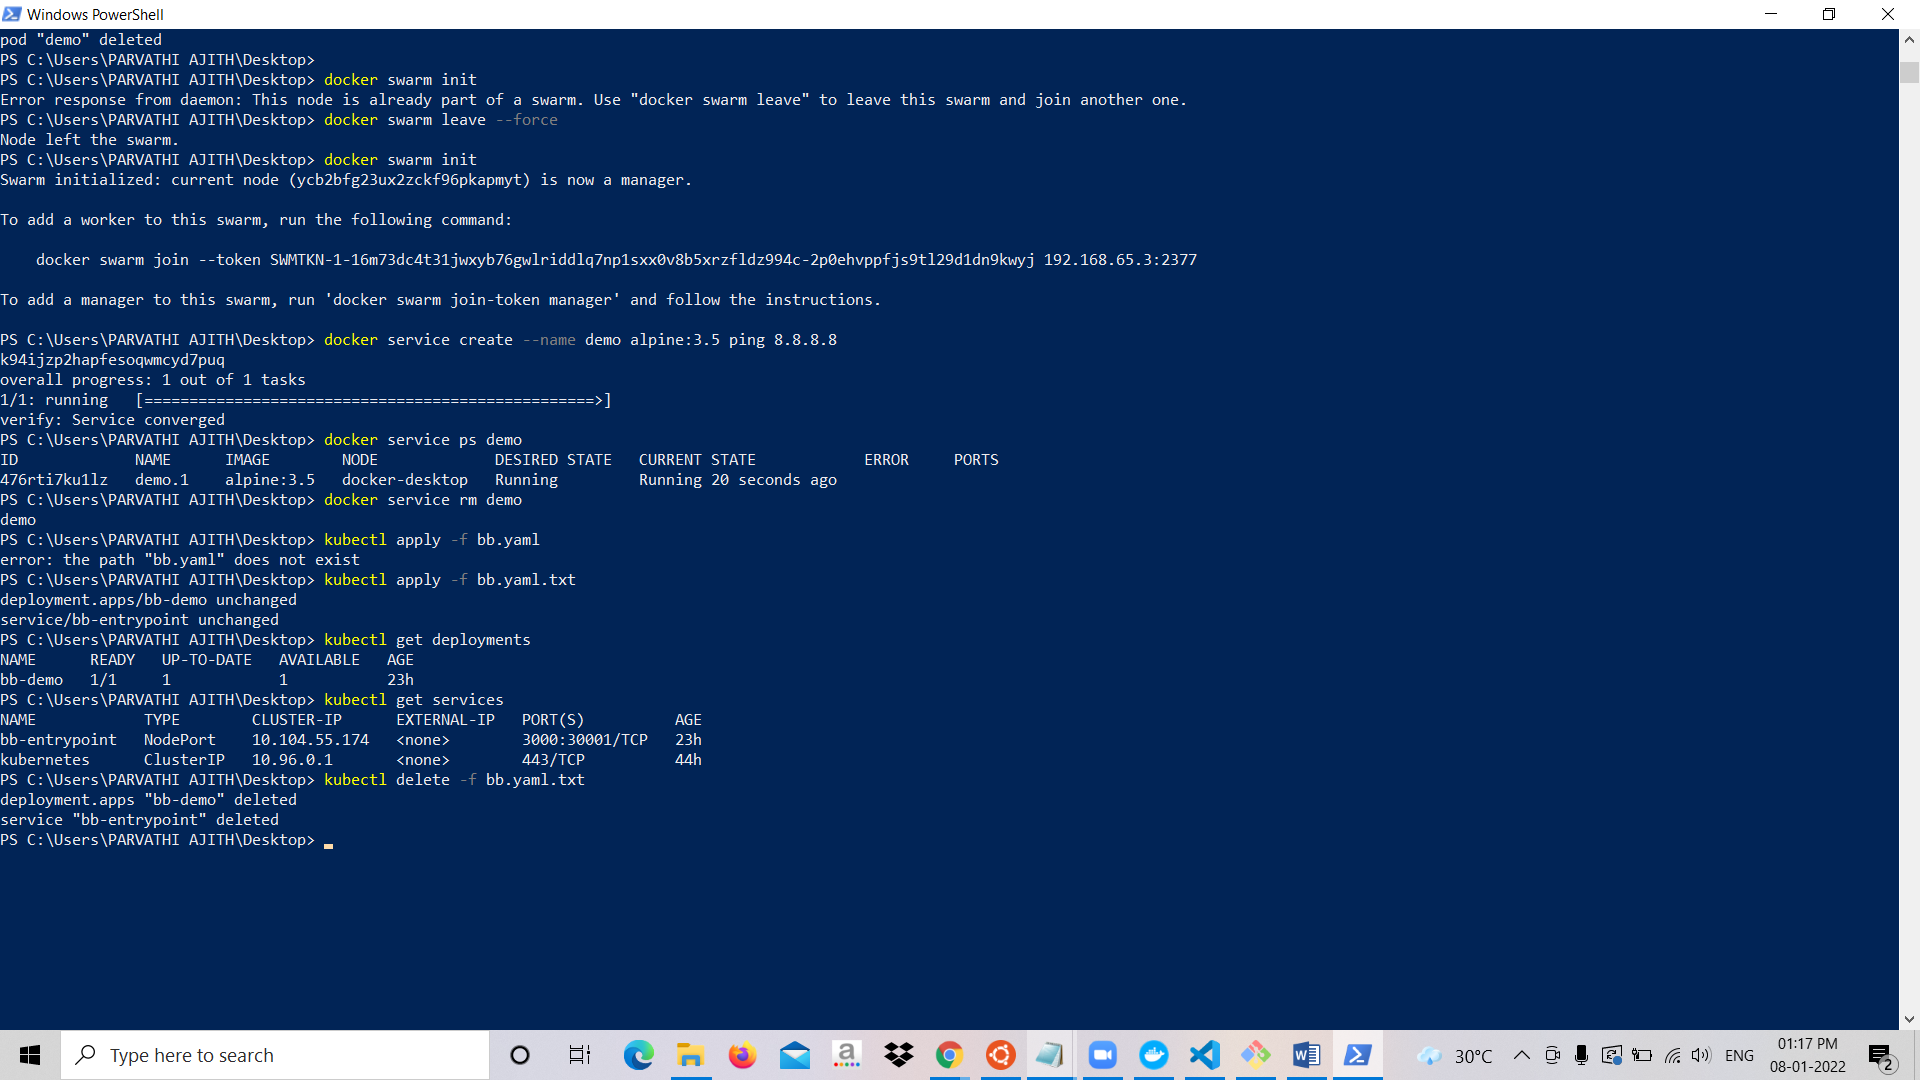 Windows PowerShell
pod "demo" deleted
PS C:\Users\PARVATHI AJITH\Desktop>
PS C:\Users\PARVATHI AJITH\Desktop> docker swarm init
Error response from daemon: This node is already part of a swarm. Use "docker swarm leave" to leave this swarm and join another one.
PS C:\Users\PARVATHI AJITH\Desktop> docker swarm leave --force
Node left the swarm.
PS C:\Users\PARVATHI AJITH\Desktop> docker swarm init
Swarm initialized: current node (ycb2bfg23ux2zckf96pkapmyt) is now a manager.
To add a worker to this swarm, run the following command:
docker swarm join --token SWMTKN-1-16m73dc4t31jwxyb76gwlriddlq7np1sxx0v8b5xrzfldz994c-2p0ehvppfjs9tl29d1dn9kwyj 192.168.65.3:2377
To add a manager to this swarm, run 'docker swarm join-token manager' and follow the instructions.
PS C:\Users\PARVATHI AJITH\Desktop> docker service create --name demo alpine:3.5 ping 8.8.8.8
k94ijzp2hapfesoqwmcyd7puq
overall progress: 1 out of 1 tasks
1/1: running   [==================================================>]
verify: Service converged
PS C:\Users\PARVATHI AJITH\Desktop> docker service ps demo
ID             NAME      IMAGE        NODE             DESIRED STATE   CURRENT STATE            ERROR     PORTS
476rti7ku1lz   demo.1    alpine:3.5   docker-desktop   Running         Running 20 seconds ago
PS C:\Users\PARVATHI AJITH\Desktop> docker service rm demo
demo
PS C:\Users\PARVATHI AJITH\Desktop> kubectl apply -f bb.yaml
error: the path "bb.yaml" does not exist
PS C:\Users\PARVATHI AJITH\Desktop> kubectl apply -f bb.yaml.txt
deployment.apps/bb-demo unchanged
service/bb-entrypoint unchanged
PS C:\Users\PARVATHI AJITH\Desktop> kubectl get deployments
NAME      READY   UP-TO-DATE   AVAILABLE   AGE
bb-demo   1/1     1            1           23h
PS C:\Users\PARVATHI AJITH\Desktop> kubectl get services
NAME            TYPE        CLUSTER-IP      EXTERNAL-IP   PORT(S)          AGE
bb-entrypoint   NodePort    10.104.55.174   <none>        3000:30001/TCP   23h
kubernetes      ClusterIP   10.96.0.1       <none>        443/TCP          44h
PS C:\Users\PARVATHI AJITH\Desktop> kubectl delete -f bb.yaml.txt
deployment.apps "bb-demo" deleted
service "bb-entrypoint" deleted
PS C:\Users\PARVATHI AJITH\Desktop>
Type here to search
30°C
ENG
01:17 PM
08-01-2022
2